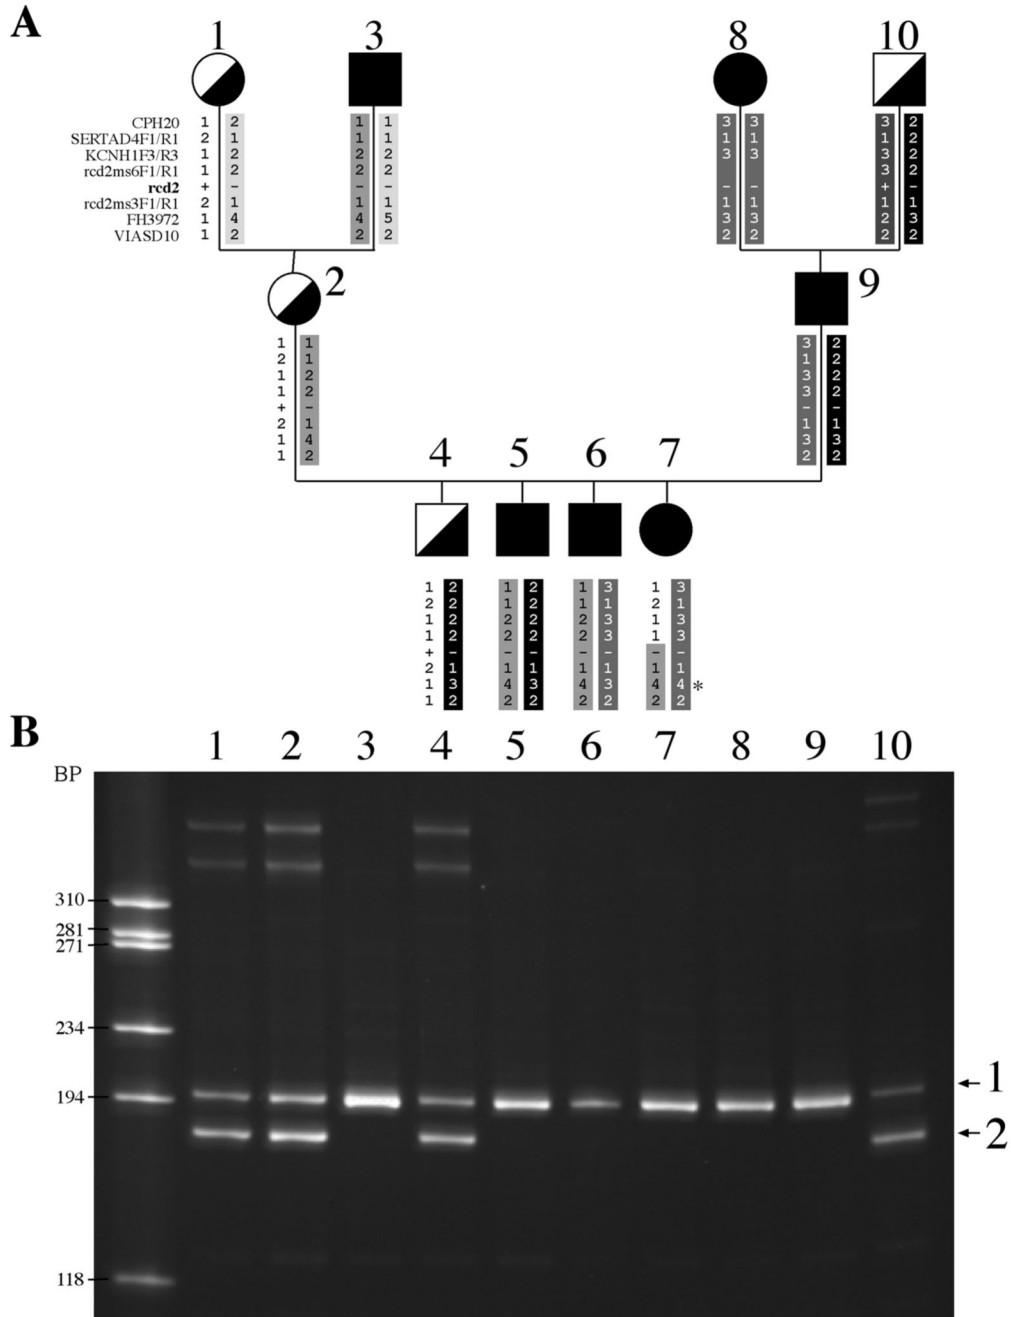 A
1 3 8 10
CPH20 1 2 1 1 3 3 3 2
SERTAD4F1/R1 2 1 1 1 1 1 1 2
KCNH1F3/R3 1 2 2 2 3 3 3 2
rcd2ms6F1/R1 1 2 2 2 3 2
rcd2 + - - - - - + -
rcd2ms3F1/R1 2 1 1 1 1 1 1 1
FH3972 1 4 4 5 3 3 2 3
VIASD10 1 2 2 2 2 2 2 2
2 9
1 1 3 2
2 1 1 2
1 2 3 2
1 2 3 2
+ - - -
2 1 1 1
1 4 3 3
1 2 2 2
4 5 6 7
1 2 1 2 1 3 1 3
2 2 1 2 1 1 2 1
1 2 2 2 2 3 1 3
1 2 2 2 2 3 1 3
+ - - - - - - -
2 1 1 1 1 1 1 1
1 3 4 3 4 3 4 4 *
1 2 2 2 2 2 2 2
B
BP 1 2 3 4 5 6 7 8 9 10
310
281
271
234
194 1
2
118